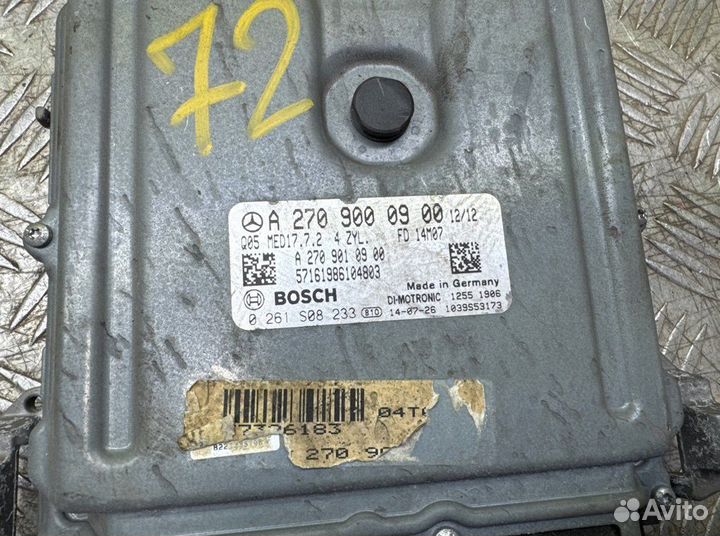 72
A 270 900 09 00 12/12
Q05 MED17.7.2 4 ZYL. FD 14M07
A 270 901 09 00
57161986104803
Made in Germany
BOSCH DI-MOTRONIC 1255 1906
0 261 S08 233 810 14-07-26 1039S53173
04T
7326183
270 9
Avito